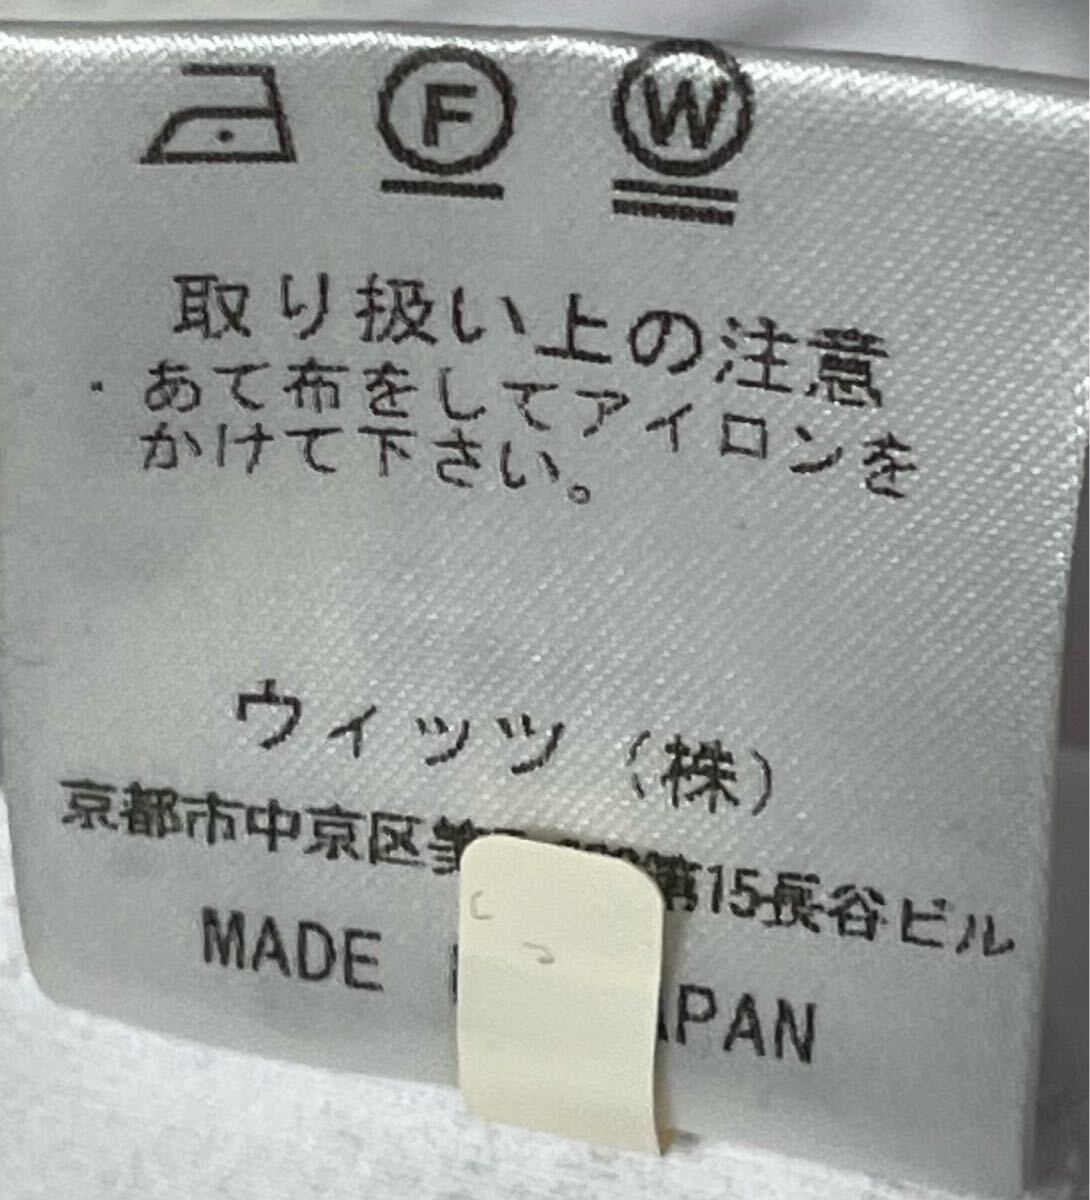 F W
取り扱い上の注意
・あて布をしてアイロンを
かけて下さい。
ウィッツ（株）
京都市中京区 第15長谷ビル
MADE JAPAN